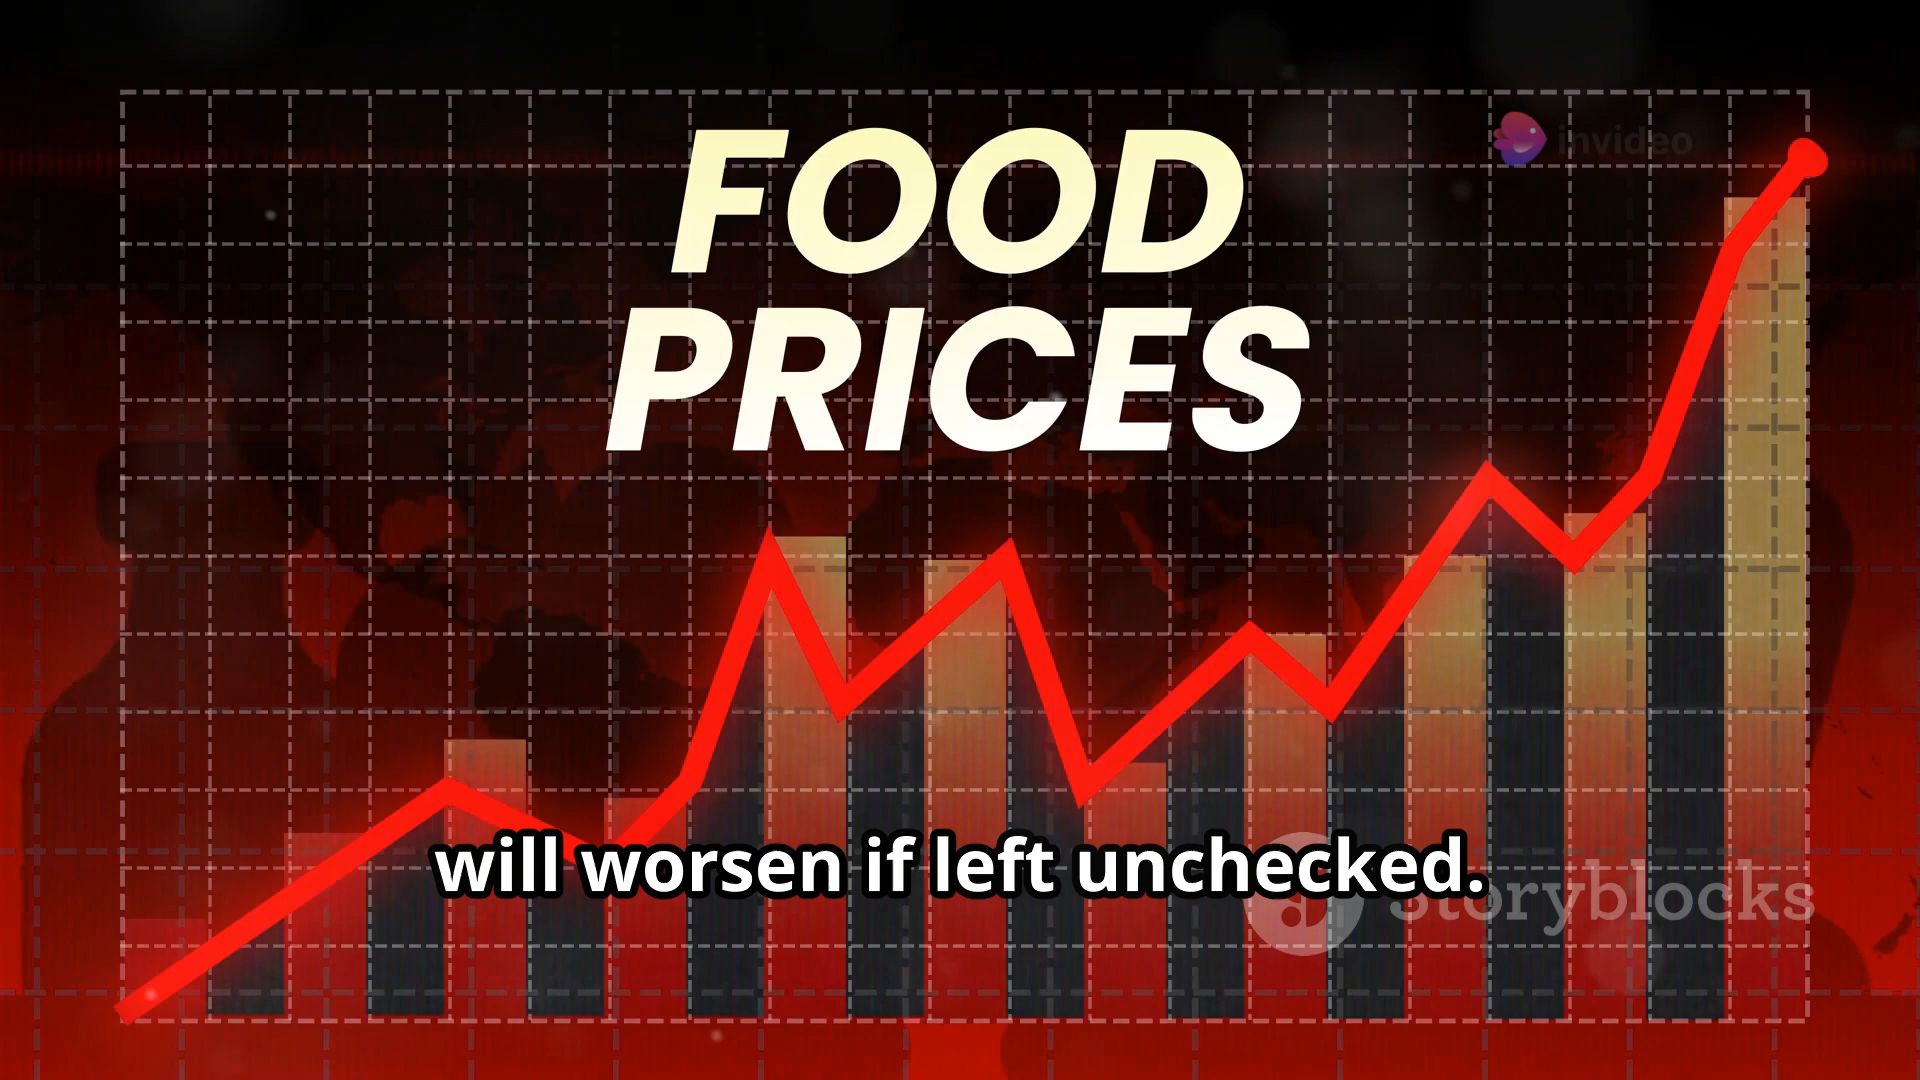 FOOD
PRICES
invideo
will worsen if left unchecked.
Storyblocks